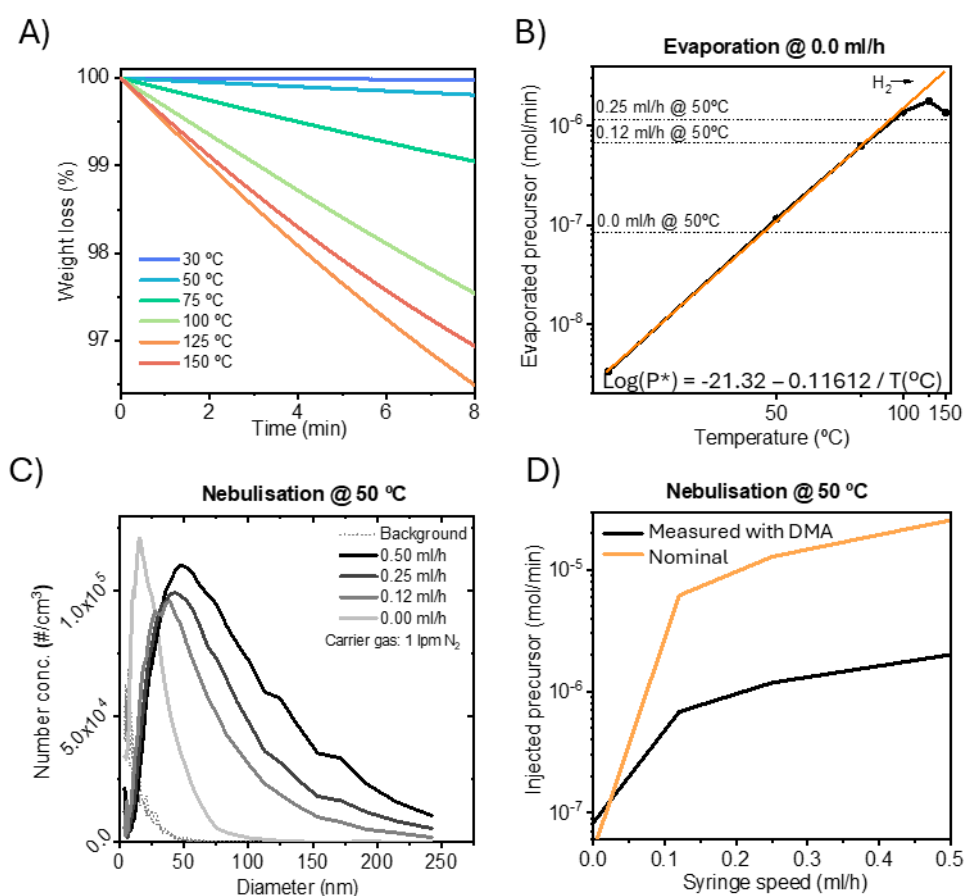 A)
Weight loss (%)
100
99
98
97
30 ºC
50 ºC
75 ºC
100 ºC
125 ºC
150 ºC
0 2 4 6 8
Time (min)
B)
Evaporation @ 0.0 ml/h
Evaporated precursor (mol/min)
10⁻⁶
10⁻⁷
10⁻⁸
H₂
0.25 ml/h @ 50ºC
0.12 ml/h @ 50ºC
0.0 ml/h @ 50ºC
Log(P*) = -21.32 – 0.11612 / T(ºC)
50 100 150
Temperature (ºC)
C)
Nebulisation @ 50 ºC
Number conc. (#/cm³)
1.0x10⁵
5.0x10⁴
0.0
Background
0.50 ml/h
0.25 ml/h
0.12 ml/h
0.00 ml/h
Carrier gas: 1 lpm N₂
0 50 100 150 200 250
Diameter (nm)
D)
Nebulisation @ 50 ºC
Injected precursor (mol/min)
10⁻⁵
10⁻⁶
10⁻⁷
Measured with DMA
Nominal
0.0 0.1 0.2 0.3 0.4 0.5
Syringe speed (ml/h)